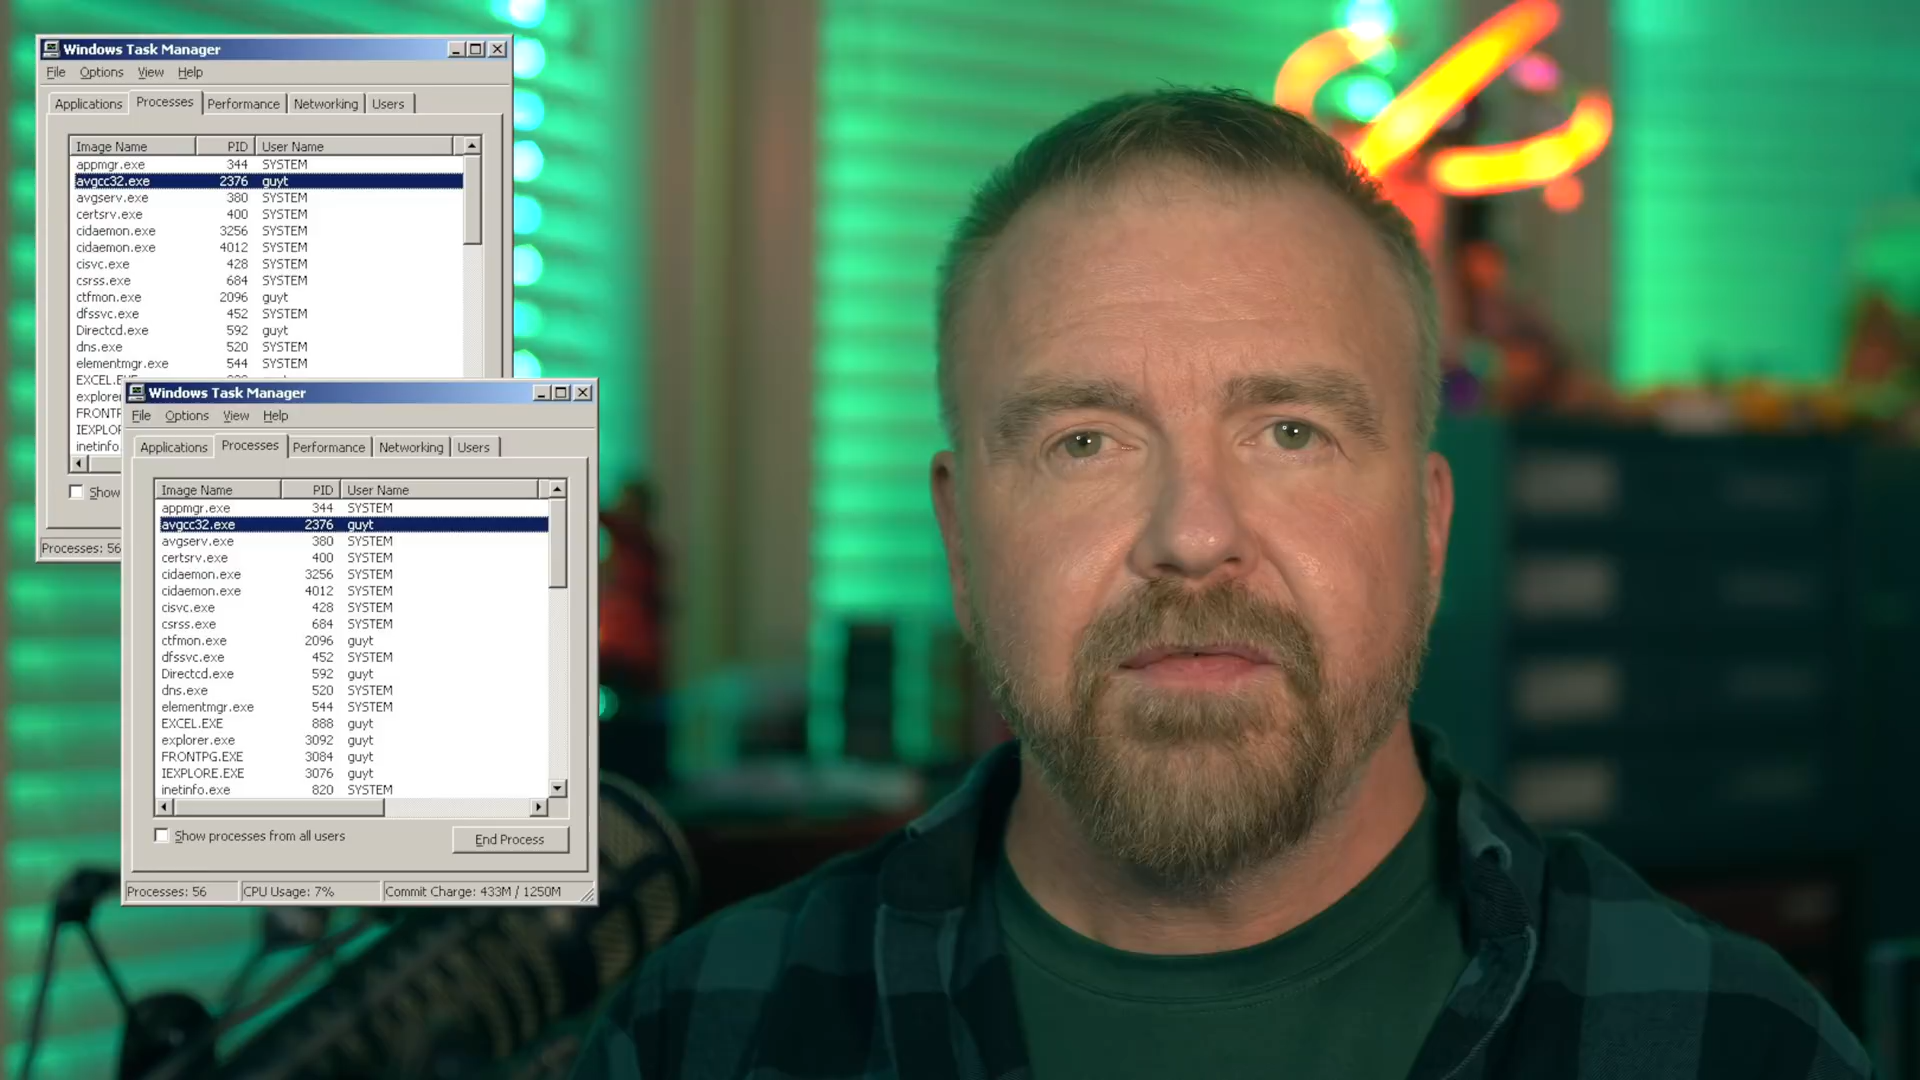 Windows Task Manager
File Options View Help
Applications Processes Performance Networking Users
Image Name PID User Name
appmgr.exe 344 SYSTEM
avgcc32.exe 2376 guyt
avgserv.exe 380 SYSTEM
certsrv.exe 400 SYSTEM
cidaemon.exe 3256 SYSTEM
cidaemon.exe 4012 SYSTEM
cisvc.exe 428 SYSTEM
csrss.exe 684 SYSTEM
ctfmon.exe 2096 guyt
dfssvc.exe 452 SYSTEM
Directcd.exe 592 guyt
dns.exe 520 SYSTEM
elementmgr.exe 544 SYSTEM
EXCEL.E
explorer
FRONTP
IEXPLOR
inetinfo
Show
Processes: 56
Windows Task Manager
File Options View Help
Applications Processes Performance Networking Users
Image Name PID User Name
appmgr.exe 344 SYSTEM
avgcc32.exe 2376 guyt
avgserv.exe 380 SYSTEM
certsrv.exe 400 SYSTEM
cidaemon.exe 3256 SYSTEM
cidaemon.exe 4012 SYSTEM
cisvc.exe 428 SYSTEM
csrss.exe 684 SYSTEM
ctfmon.exe 2096 guyt
dfssvc.exe 452 SYSTEM
Directcd.exe 592 guyt
dns.exe 520 SYSTEM
elementmgr.exe 544 SYSTEM
EXCEL.EXE 888 guyt
explorer.exe 3092 guyt
FRONTPG.EXE 3084 guyt
IEXPLORE.EXE 3076 guyt
inetinfo.exe 820 SYSTEM
Show processes from all users End Process
Processes: 56 CPU Usage: 7% Commit Charge: 433M / 1250M